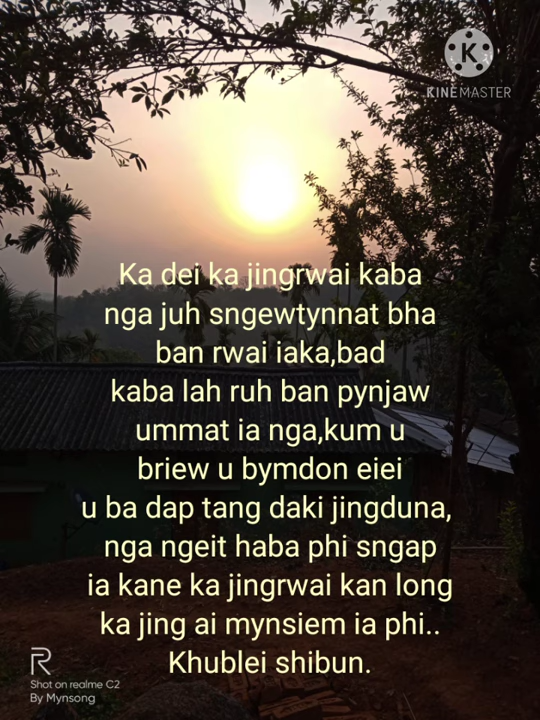 KINEMASTER
Ka dei ka jingrwai kaba
nga juh sngewtynnat bha
ban rwai iaka,bad
kaba lah ruh ban pynjaw
ummat ia nga,kum u
briew u bymdon eiei
u ba dap tang daki jingduna,
nga ngeit haba phi sngap
ia kane ka jingrwai kan long
ka jing ai mynsiem ia phi..
Khublei shibun.
Shot on realme C2
By Mynsong